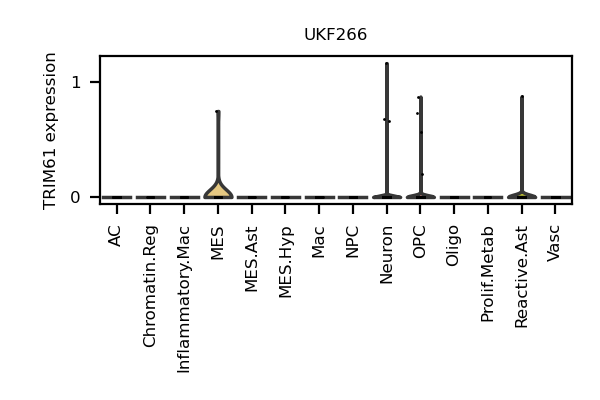 UKF266
TRIM61 expression
1
0
AC
Chromatin.Reg
Inflammatory.Mac
MES
MES.Ast
MES.Hyp
Mac
NPC
Neuron
OPC
Oligo
Prolif.Metab
Reactive.Ast
Vasc